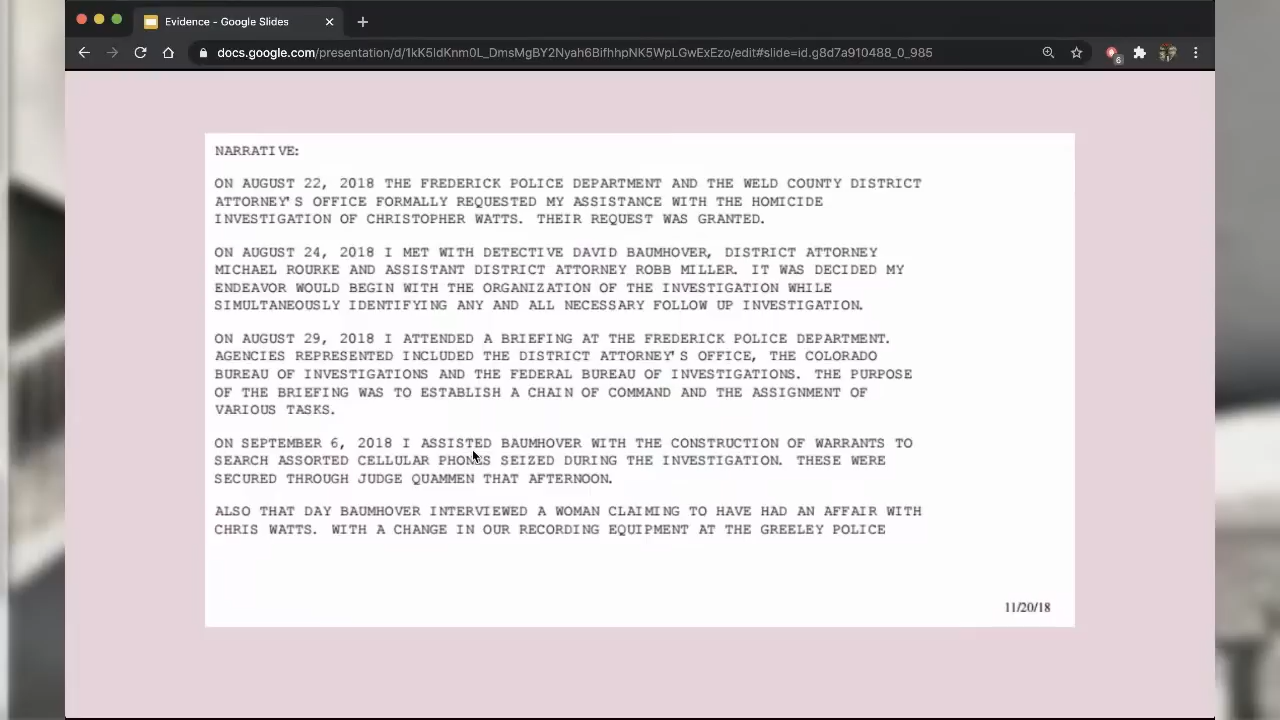 Evidence - Google Slides
docs.google.com/presentation/d/1kK5ldKnm0L_DmsMgBY2Nyah6BifhhpNK5WpLGwExEzo/edit#slide=id.g8d7a910488_0_985
6
NARRATIVE:
ON AUGUST 22, 2018 THE FREDERICK POLICE DEPARTMENT AND THE WELD COUNTY DISTRICT
ATTORNEY'S OFFICE FORMALLY REQUESTED MY ASSISTANCE WITH THE HOMICIDE
INVESTIGATION OF CHRISTOPHER WATTS. THEIR REQUEST WAS GRANTED.
ON AUGUST 24, 2018 I MET WITH DETECTIVE DAVID BAUMHOVER, DISTRICT ATTORNEY
MICHAEL ROURKE AND ASSISTANT DISTRICT ATTORNEY ROBB MILLER. IT WAS DECIDED MY
ENDEAVOR WOULD BEGIN WITH THE ORGANIZATION OF THE INVESTIGATION WHILE
SIMULTANEOUSLY IDENTIFYING ANY AND ALL NECESSARY FOLLOW UP INVESTIGATION.
ON AUGUST 29, 2018 I ATTENDED A BRIEFING AT THE FREDERICK POLICE DEPARTMENT.
AGENCIES REPRESENTED INCLUDED THE DISTRICT ATTORNEY'S OFFICE, THE COLORADO
BUREAU OF INVESTIGATIONS AND THE FEDERAL BUREAU OF INVESTIGATIONS. THE PURPOSE
OF THE BRIEFING WAS TO ESTABLISH A CHAIN OF COMMAND AND THE ASSIGNMENT OF
VARIOUS TASKS.
ON SEPTEMBER 6, 2018 I ASSISTED BAUMHOVER WITH THE CONSTRUCTION OF WARRANTS TO
SEARCH ASSORTED CELLULAR PHONES SEIZED DURING THE INVESTIGATION. THESE WERE
SECURED THROUGH JUDGE QUAMMEN THAT AFTERNOON.
ALSO THAT DAY BAUMHOVER INTERVIEWED A WOMAN CLAIMING TO HAVE HAD AN AFFAIR WITH
CHRIS WATTS. WITH A CHANGE IN OUR RECORDING EQUIPMENT AT THE GREELEY POLICE
11/20/18